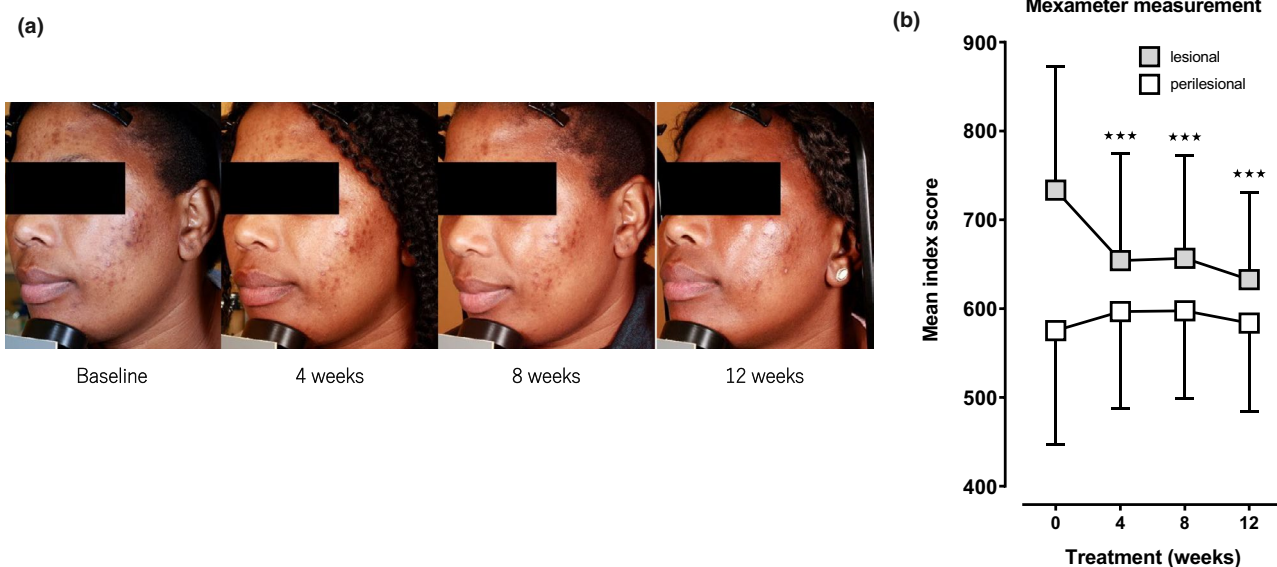 (a)
Baseline
4 weeks
8 weeks
12 weeks
(b)
Mexameter measurement
lesional
perilesional
★★★
★★★
★★★
Mean index score
900
800
700
600
500
400
0
4
8
12
Treatment (weeks)